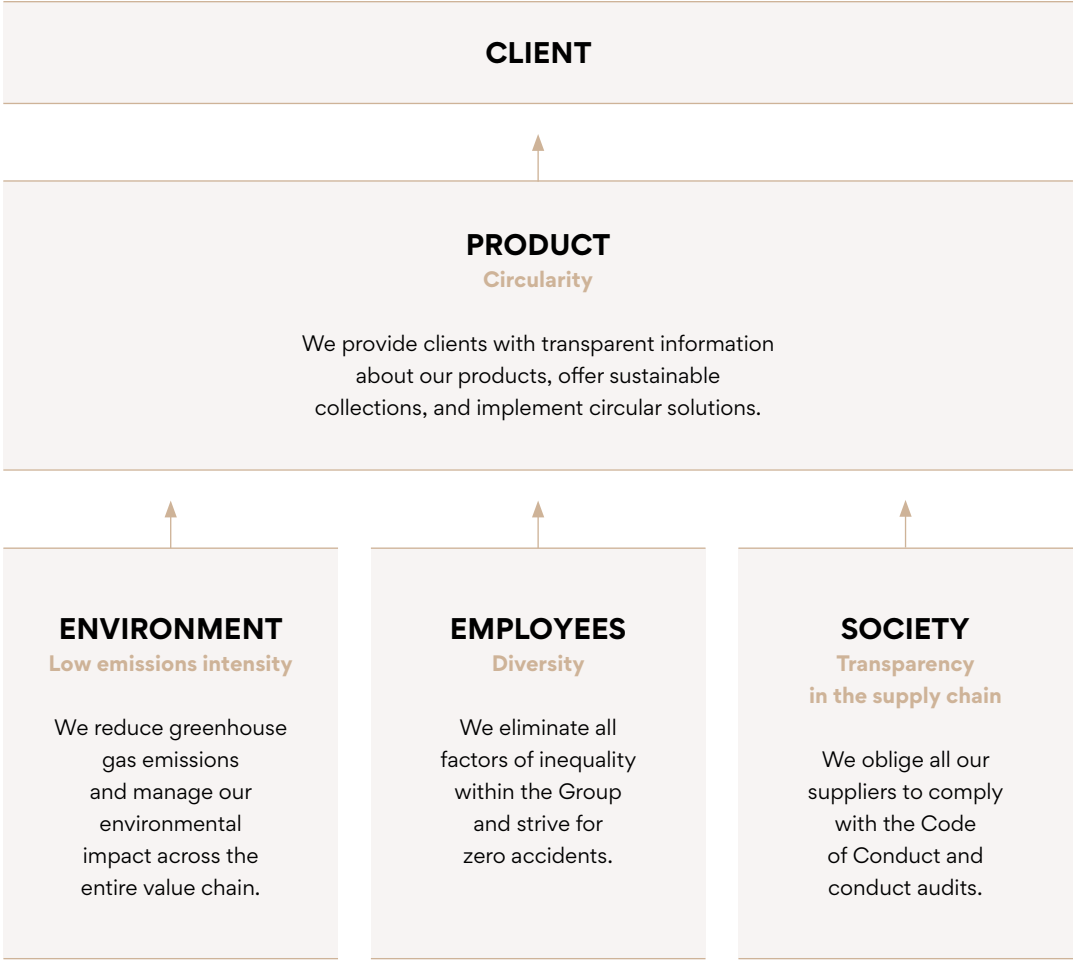 CLIENT
PRODUCT
Circularity
We provide clients with transparent information
about our products, offer sustainable
collections, and implement circular solutions.
ENVIRONMENT
Low emissions intensity
We reduce greenhouse
gas emissions
and manage our
environmental
impact across the
entire value chain.
EMPLOYEES
Diversity
We eliminate all
factors of inequality
within the Group
and strive for
zero accidents.
SOCIETY
Transparency
in the supply chain
We oblige all our
suppliers to comply
with the Code
of Conduct and
conduct audits.